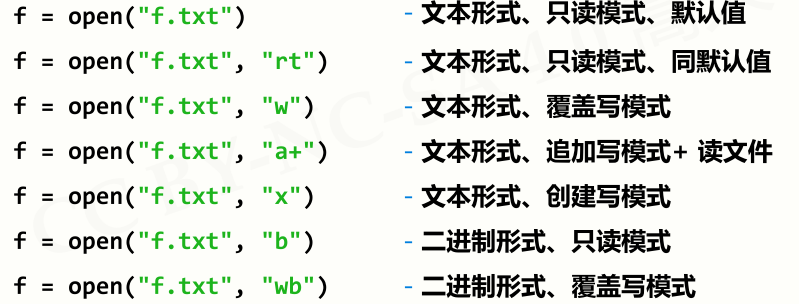 f = open("f.txt") - 文本形式、只读模式、默认值
f = open("f.txt", "rt") - 文本形式、只读模式、同默认值
f = open("f.txt", "w") - 文本形式、覆盖写模式
f = open("f.txt", "a+") - 文本形式、追加写模式+ 读文件
f = open("f.txt", "x") - 文本形式、创建写模式
f = open("f.txt", "b") - 二进制形式、只读模式
f = open("f.txt", "wb") - 二进制形式、覆盖写模式